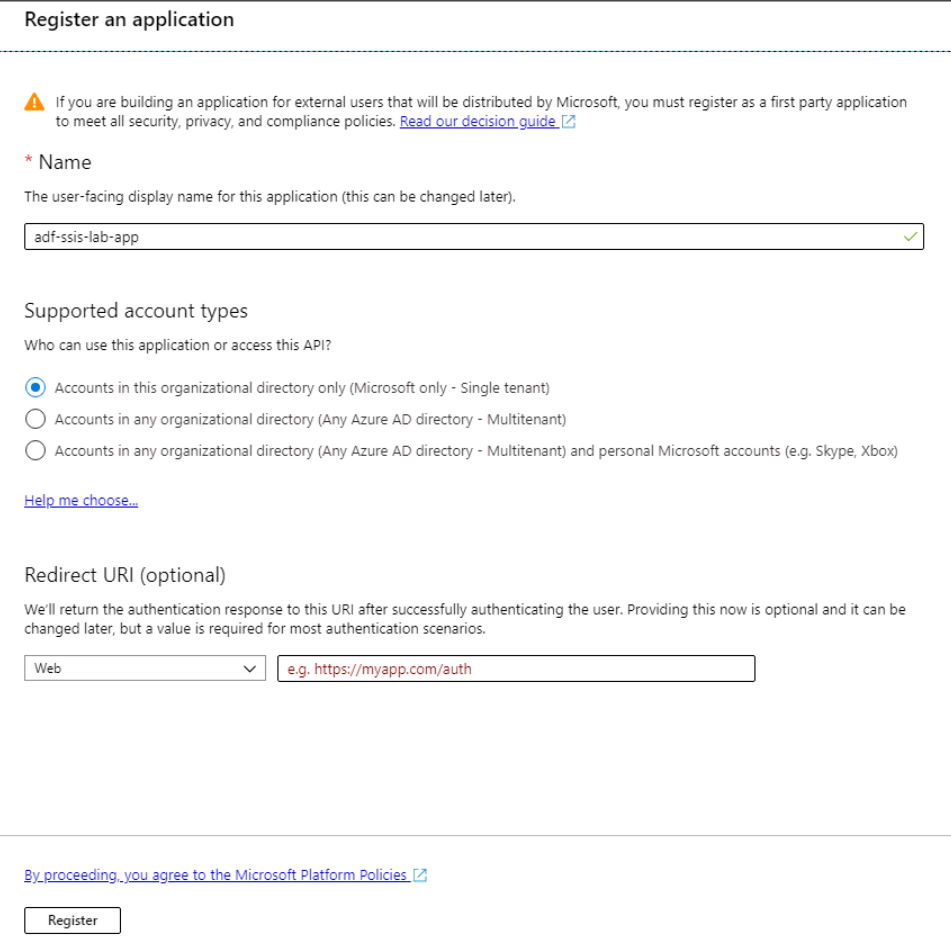 Register an application
If you are building an application for external users that will be distributed by Microsoft, you must register as a first party application
to meet all security, privacy, and compliance policies. Read our decision guide
* Name
The user-facing display name for this application (this can be changed later).
adf-ssis-lab-app
Supported account types
Who can use this application or access this API?
Accounts in this organizational directory only (Microsoft only - Single tenant)
Accounts in any organizational directory (Any Azure AD directory - Multitenant)
Accounts in any organizational directory (Any Azure AD directory - Multitenant) and personal Microsoft accounts (e.g. Skype, Xbox)
Help me choose...
Redirect URI (optional)
We'll return the authentication response to this URI after successfully authenticating the user. Providing this now is optional and it can be
changed later, but a value is required for most authentication scenarios.
Web e.g. https://myapp.com/auth
By proceeding, you agree to the Microsoft Platform Policies
Register